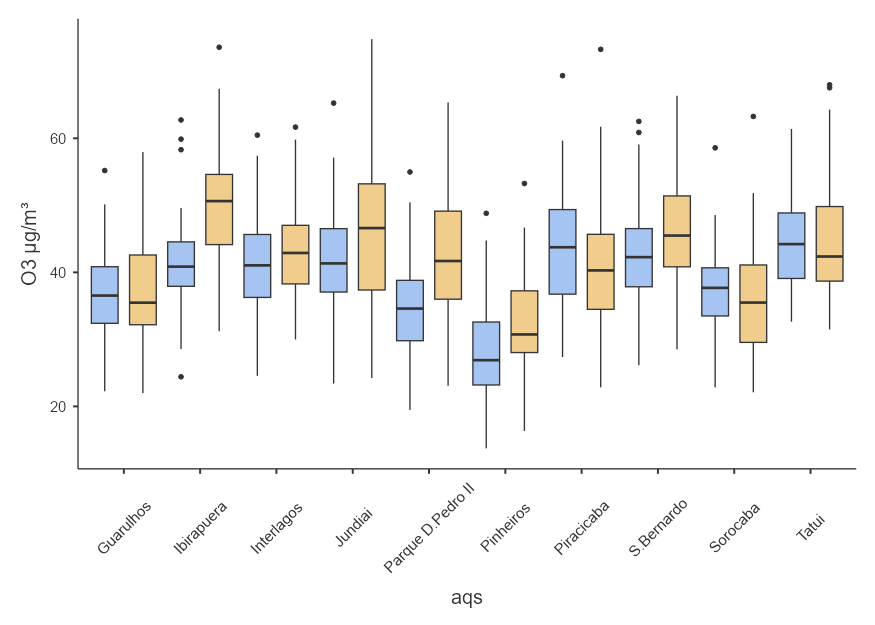 60
40
20
O3 µg/m³
Guarulhos
Ibirapuera
Interlagos
Jundiai
Parque D.Pedro II
Pinheiros
Piracicaba
S.Bernardo
Sorocaba
Tatui
aqs